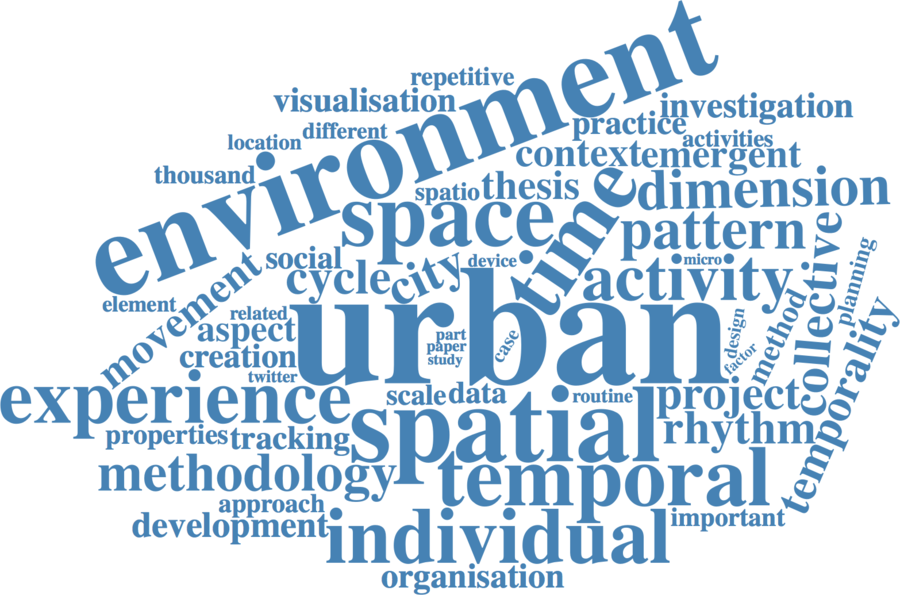 environment
repetitive
visualisation
investigation
different
practice
location
activities
context
emergent
thousand
spatio
thesis
time
dimension
space
pattern
collective
social
movement
cycle
city
device
micro
activity
planning
element
urban
related
aspect
part
paper
study
case
design
factor
method
temporality
creation
twitter
experience
scale
data
routine
project
spatial
rhythm
properties
tracking
methodology
temporal
approach
development
individual
important
organisation